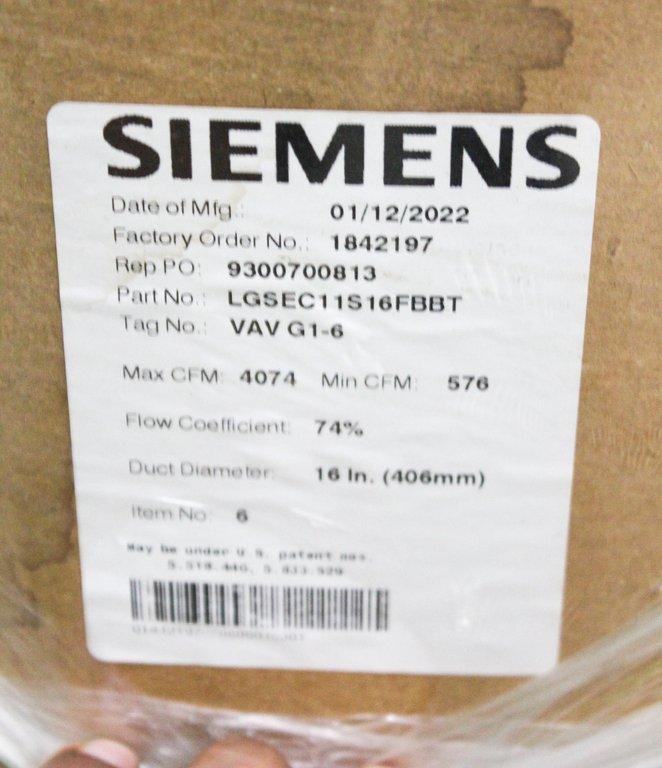 SIEMENS
Date of Mfg.: 01/12/2022
Factory Order No.: 1842197
Rep PO: 9300700813
Part No.: LGSEC11S16FBBT
Tag No.: VAV G1-6
Max CFM: 4074 Min CFM: 576
Flow Coefficient: 74%
Duct Diameter: 16 In. (406mm)
Item No: 6
May be under U.S. patent nos.